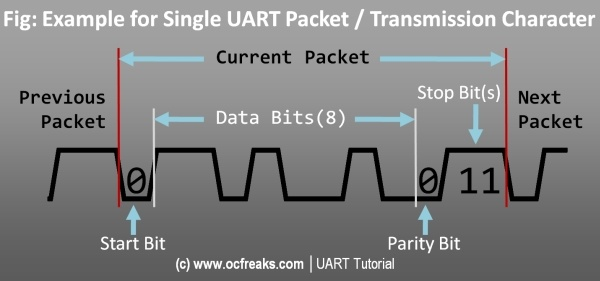 Fig: Example for Single UART Packet / Transmission Character
Current Packet
Previous
Packet
Stop Bit(s)
Next
Packet
Data Bits(8)
0
0
11
Start Bit
Parity Bit
(c) www.ocfreaks.com | UART Tutorial